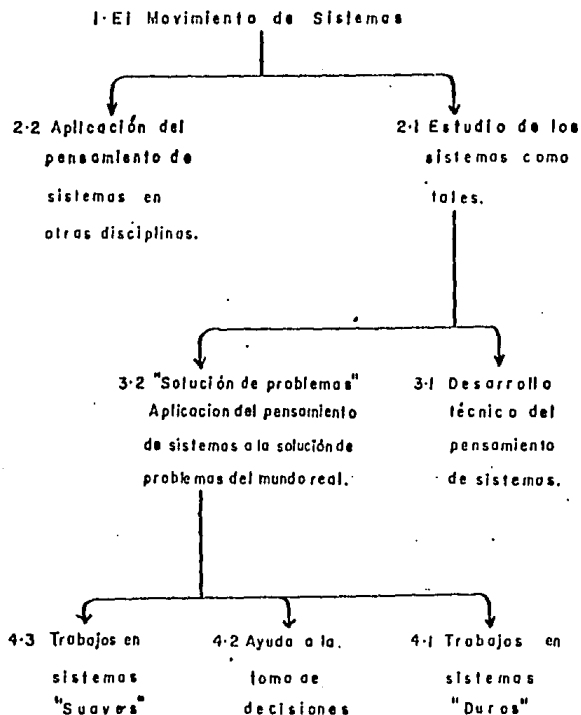 1·El Movimiento de Sistemas
2·2 Aplicación del
pensamiento de
sistemas en
otras disciplinas.
2·1 Estudio de los
sistemas como
tales.
3·2 "Solución de problemas"
Aplicacion del pensamiento
de sistemas a la solución de
problemas del mundo real.
3·1 Desarrollo
técnico del
pensamiento
de sistemas.
4·3 Trabajos en
sistemas
"Suaves"
4·2 Ayuda a la.
toma de
decisiones
4·1 Trabajos en
sistemas
"Duros"